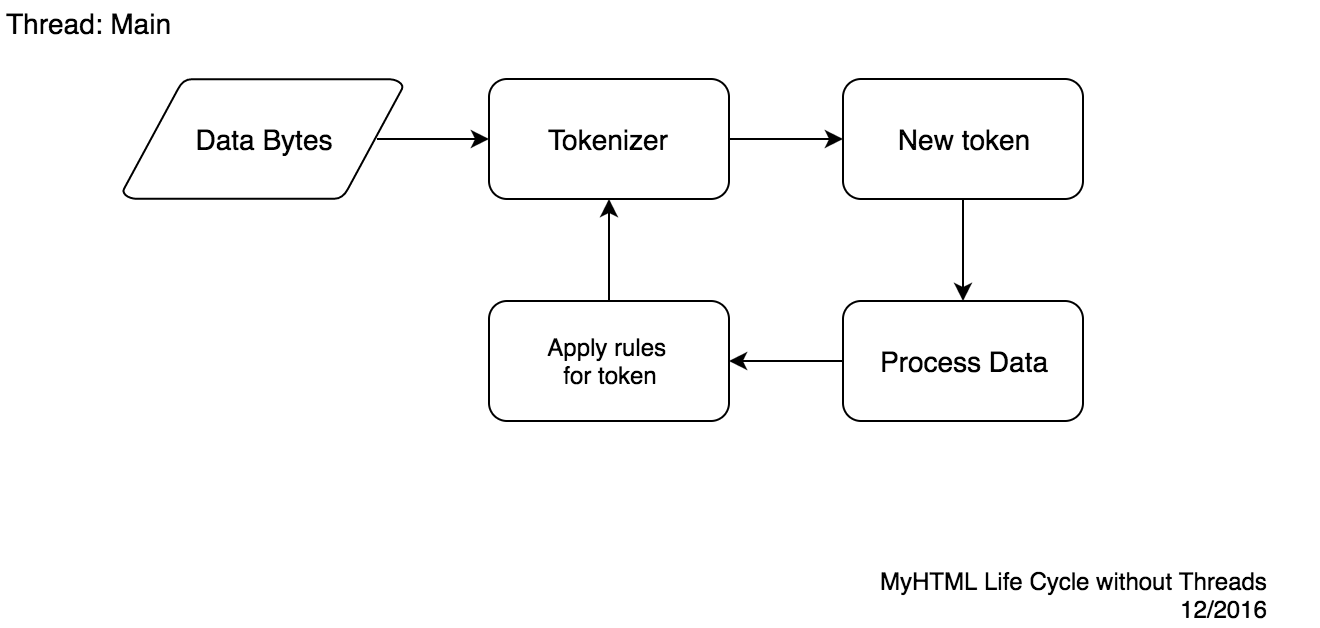 Thread: Main
Data Bytes
Tokenizer
New token
Apply rules
for token
Process Data
MyHTML Life Cycle without Threads
12/2016